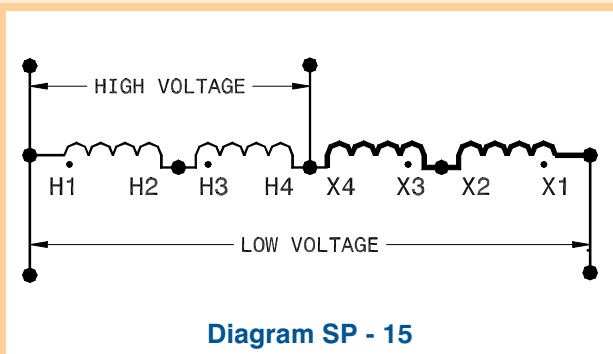 HIGH VOLTAGE
H1 H2 H3 H4 X4 X3 X2 X1
LOW VOLTAGE
Diagram SP - 15